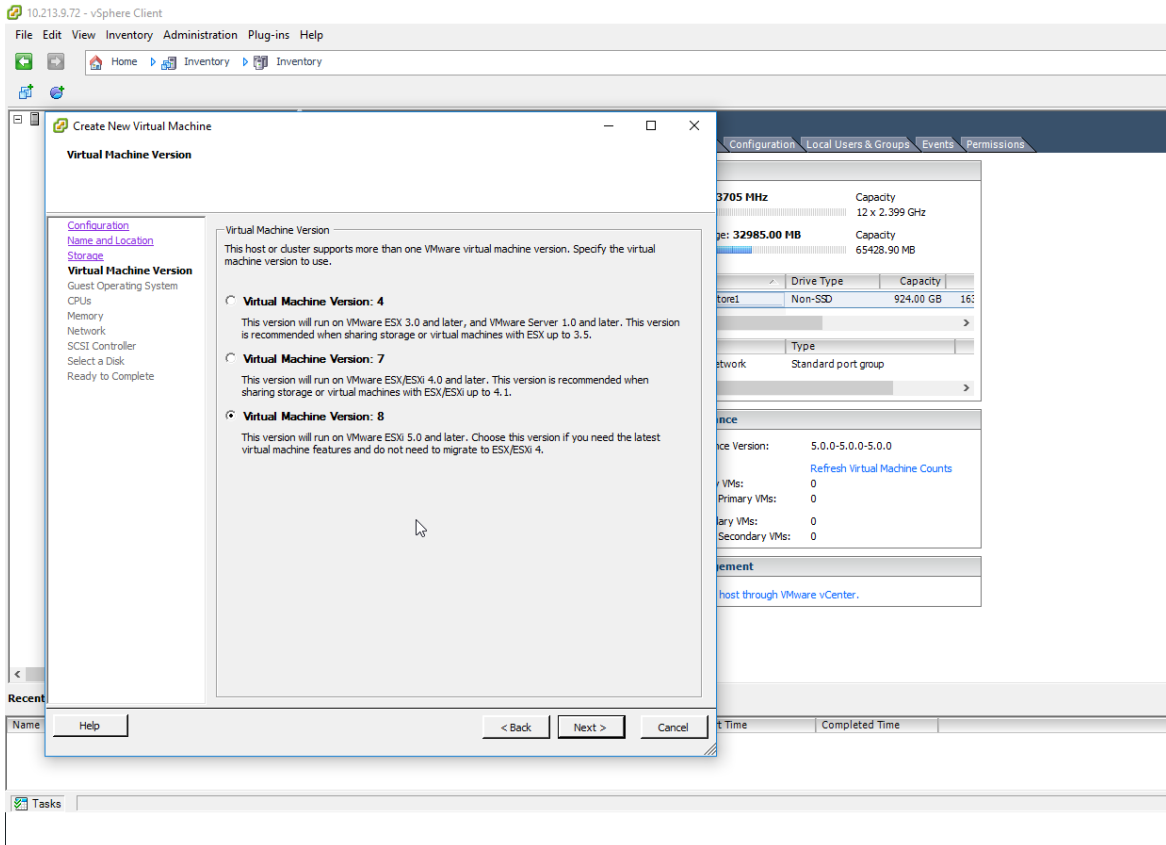 10.213.9.72 - vSphere Client
File Edit View Inventory Administration Plug-ins Help
Home Inventory Inventory
Create New Virtual Machine
Virtual Machine Version
Configuration
Name and Location
Storage
Virtual Machine Version
Guest Operating System
CPUs
Memory
Network
SCSI Controller
Select a Disk
Ready to Complete
Virtual Machine Version
This host or cluster supports more than one VMware virtual machine version. Specify the virtual
machine version to use.
Virtual Machine Version: 4
This version will run on VMware ESX 3.0 and later, and VMware Server 1.0 and later. This version
is recommended when sharing storage or virtual machines with ESX up to 3.5.
Virtual Machine Version: 7
This version will run on VMware ESX/ESXi 4.0 and later. This version is recommended when
sharing storage or virtual machines with ESX/ESXi up to 4.1.
Virtual Machine Version: 8
This version will run on VMware ESXi 5.0 and later. Choose this version if you need the latest
virtual machine features and do not need to migrate to ESX/ESXi 4.
Help < Back Next > Cancel
Configuration Local Users & Groups Events Permissions
3705 MHz Capacity
12 x 2.399 GHz
ge: 32985.00 MB Capacity
65428.90 MB
Drive Type Capacity
tore1 Non-SSD 924.00 GB 163
Type
etwork Standard port group
ance
nce Version: 5.0.0-5.0.0-5.0.0
Refresh Virtual Machine Counts
y VMs: 0
Primary VMs: 0
dary VMs: 0
Secondary VMs: 0
gement
host through VMware vCenter.
Recent
Name t Time Completed Time
Tasks